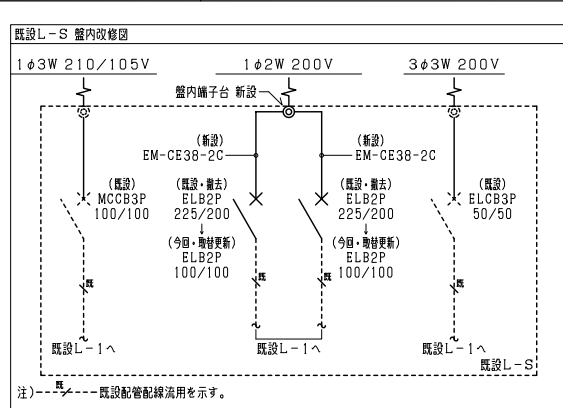 既設L-S 盤内改修図
1φ3W 210/105V
1φ2W 200V
3φ3W 200V
盤内端子台 新設
(新設)
EM-CE38-2C
(新設)
EM-CE38-2C
(既設)
MCCB3P
100/100
(既設・撤去)
ELB2P
225/200
↓
(今回・取替更新)
ELB2P
100/100
(既設・撤去)
ELB2P
225/200
↓
(今回・取替更新)
ELB2P
100/100
(既設)
ELCB3P
50/50
既
既
既
既
既設L-1へ
既設L-1へ
既設L-1へ
既設L-S
注)
既
既設配管配線流用を示す。